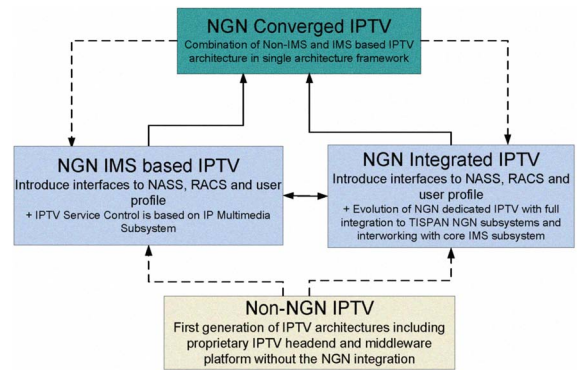 NGN Converged IPTV
Combination of Non-IMS and IMS based IPTV
architecture in single architecture framework
NGN IMS based IPTV
Introduce interfaces to NASS, RACS and user
profile
+ IPTV Service Control is based on IP Multimedia
Subsystem
NGN Integrated IPTV
Introduce interfaces to NASS, RACS and
user profile
+ Evolution of NGN dedicated IPTV with full
integration to TISPAN NGN subsystems and
interworking with core IMS subsystem
Non-NGN IPTV
First generation of IPTV architectures including
proprietary IPTV headend and middleware
platform without the NGN integration